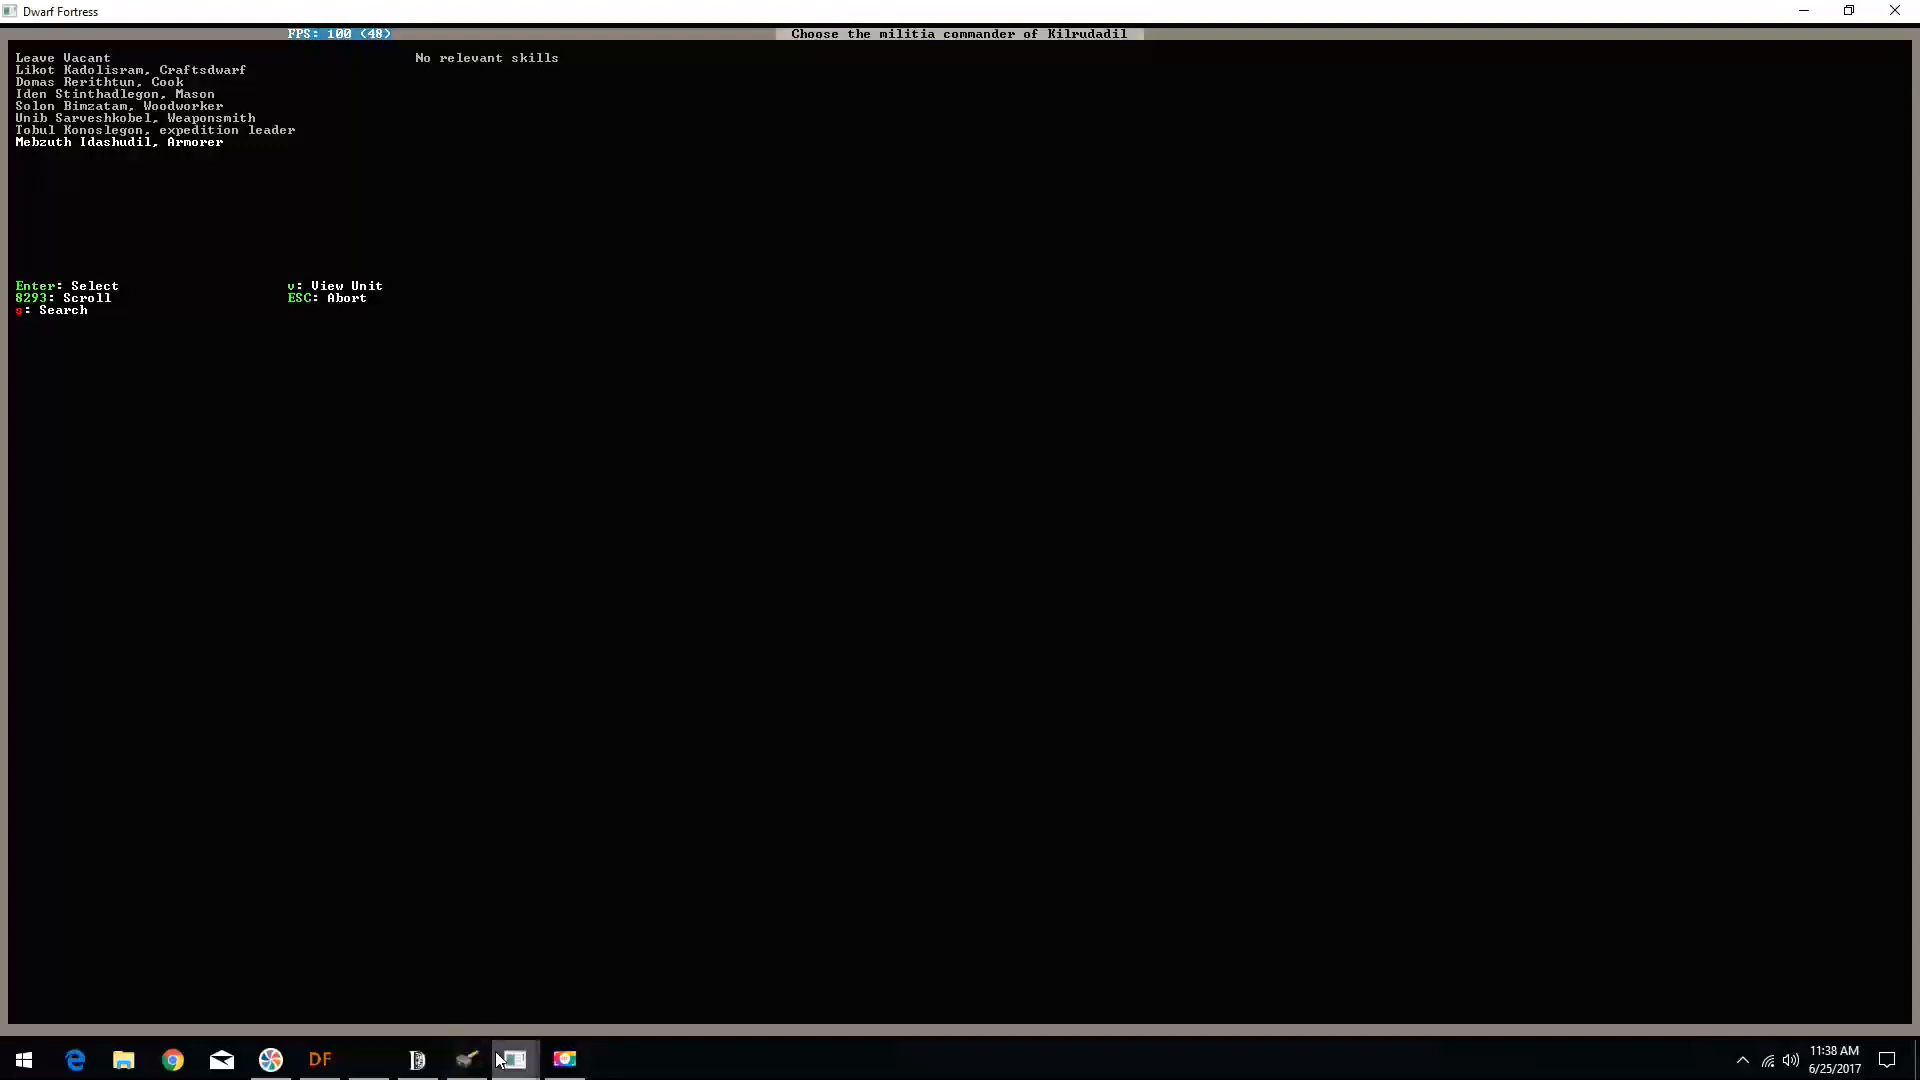 Dwarf Fortress
FPS: 100 (48)
Choose the militia commander of Kilrudadil
Leave Vacant
No relevant skills
Likot Kadolisram, Craftsdwarf
Domas Rerithtun, Cook
Iden Stinthadlegon, Mason
Solon Bimzatam, Woodworker
Unib Sarveshkobel, Weaponsmith
Tobul Konoslegon, expedition leader
Mebzuth Idashudil, Armorer
Enter: Select
v: View Unit
8293: Scroll
ESC: Abort
s: Search
DF
11:38 AM
6/25/2017